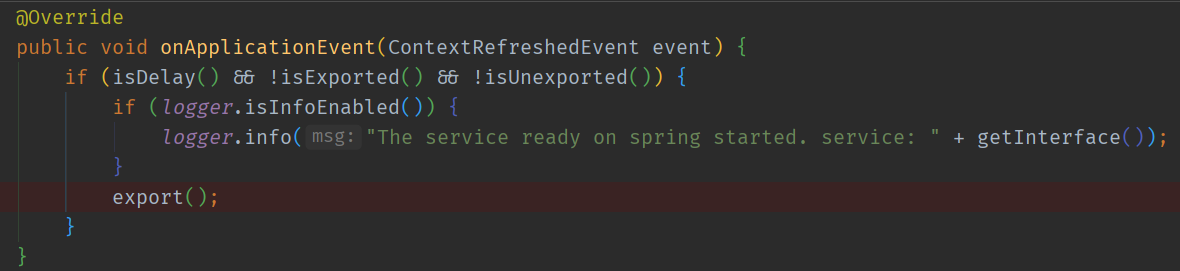 @Override
public void onApplicationEvent(ContextRefreshedEvent event) {
if (isDelay() && !isExported() && !isUnexported()) {
if (logger.isInfoEnabled()) {
logger.info( msg: "The service ready on spring started. service: " + getInterface());
}
export();
}
}